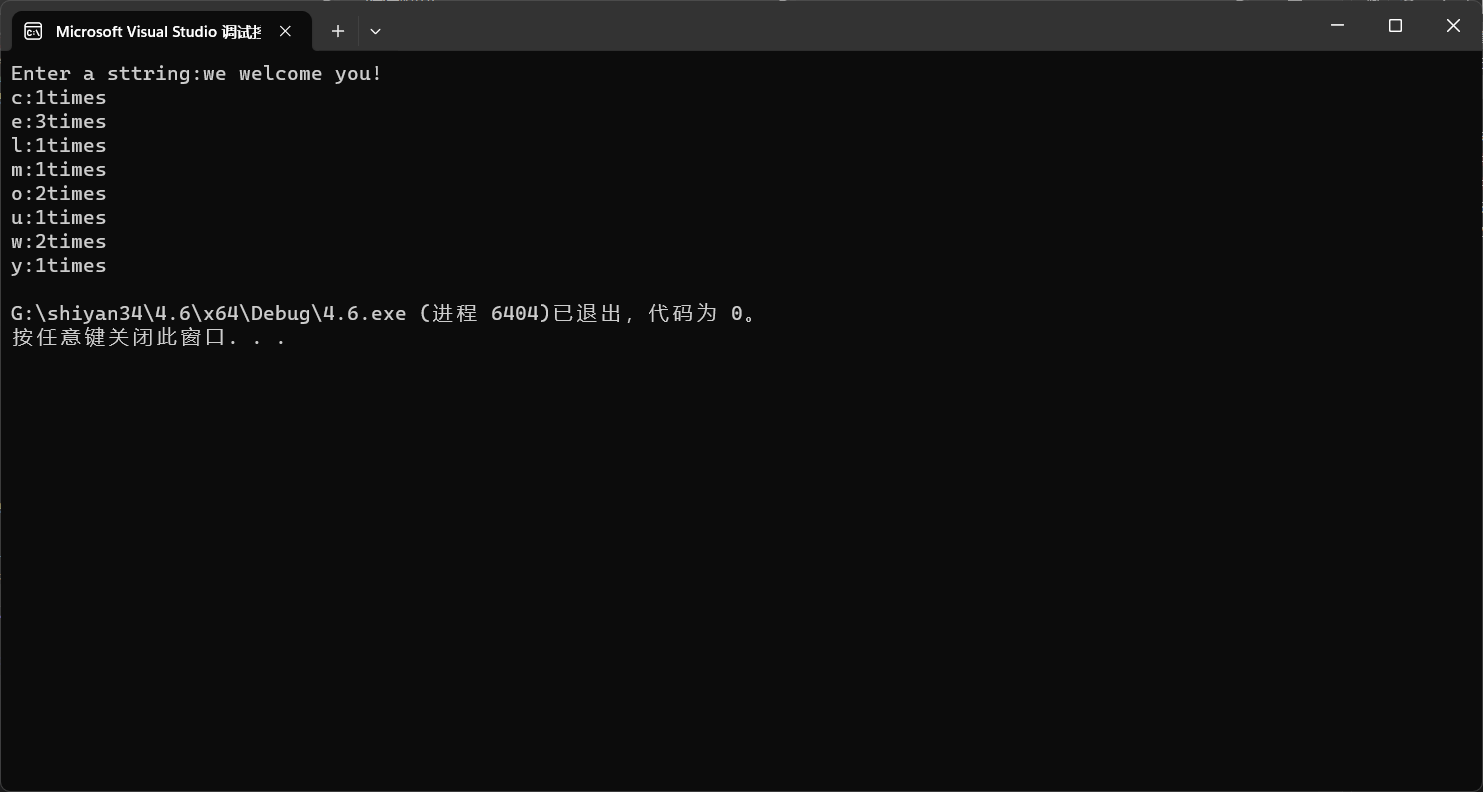 Microsoft Visual Studio 调试
Enter a sttring:we welcome you!
c:1times
e:3times
l:1times
m:1times
o:2times
u:1times
w:2times
y:1times
G:\shiyan34\4.6\x64\Debug\4.6.exe (进程 6404)已退出，代码为 0。
按任意键关闭此窗口. . .